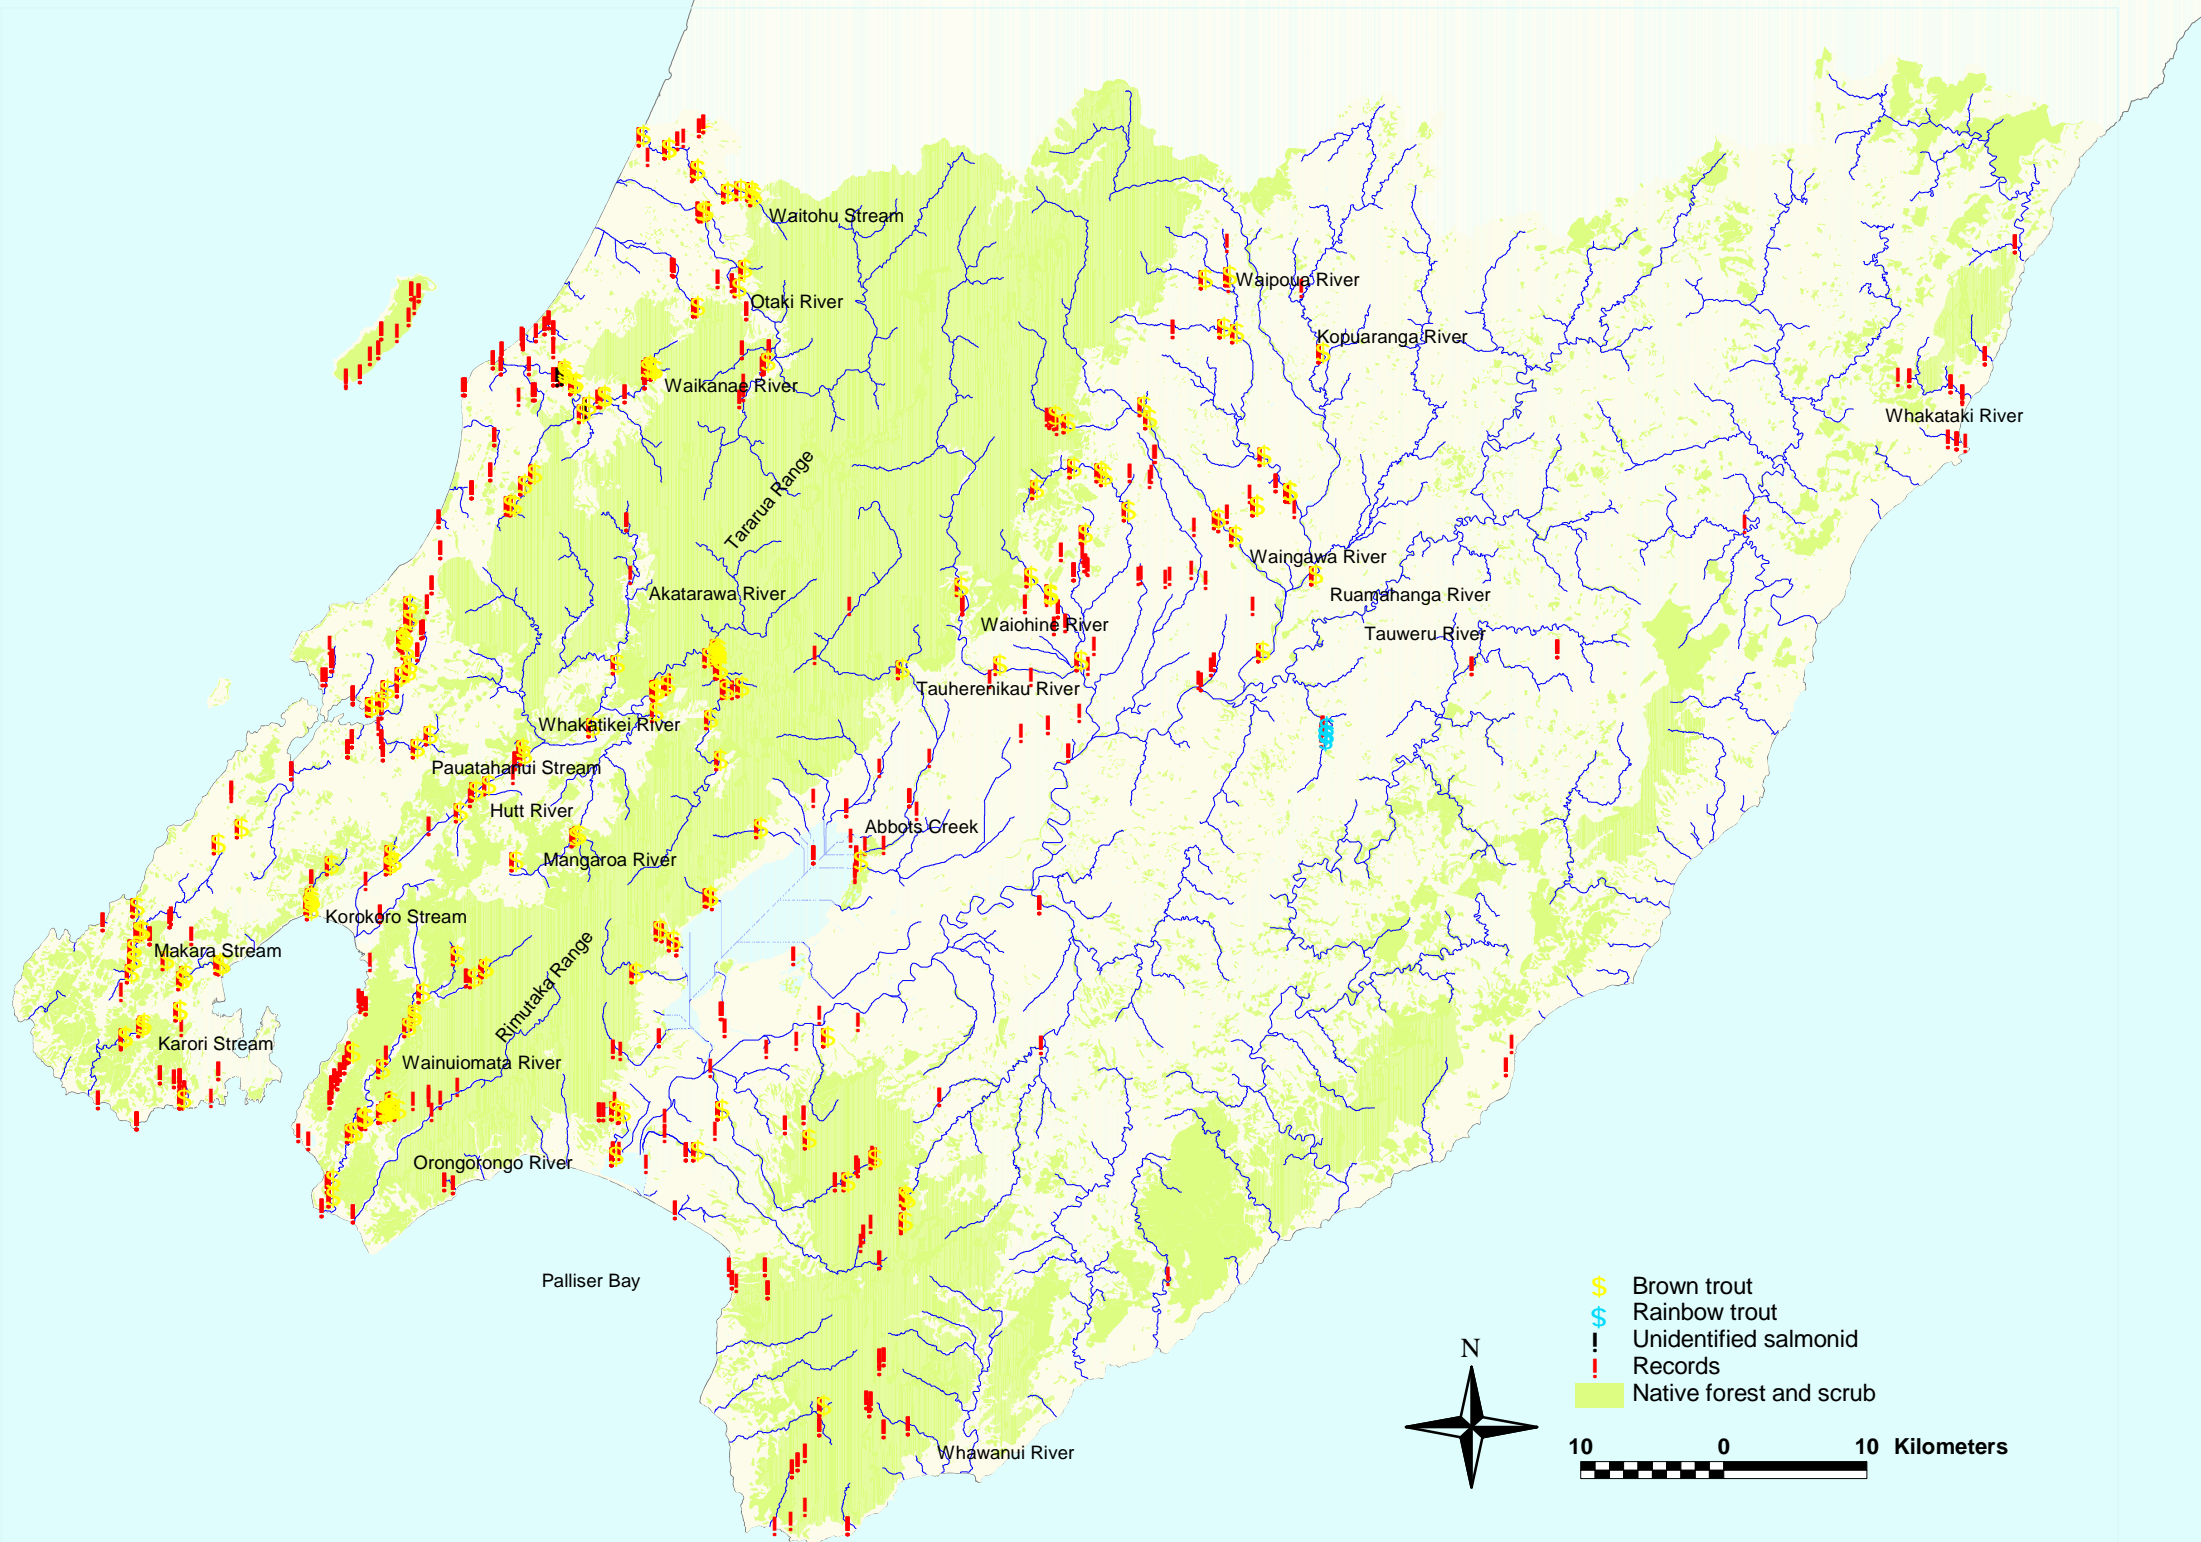 Waitohu Stream
Waipoua River
Otaki River
Kopuaranga River
Waikanae River
Whakataki River
Tararua Range
Waingawa River
Akatarawa River
Ruamahanga River
Waiohine River
Tauweru River
Tauherenikau River
Whakatikei River
Pauatahanui Stream
Hutt River
Abbots Creek
Mangaroa River
Korokoro Stream
Makara Stream
Rimutaka Range
Karori Stream
Wainuiomata River
Orongorongo River
Palliser Bay
Whawanui River
$ Brown trout
$ Rainbow trout
! Unidentified salmonid
! Records
Native forest and scrub
N
10 0 10 Kilometers